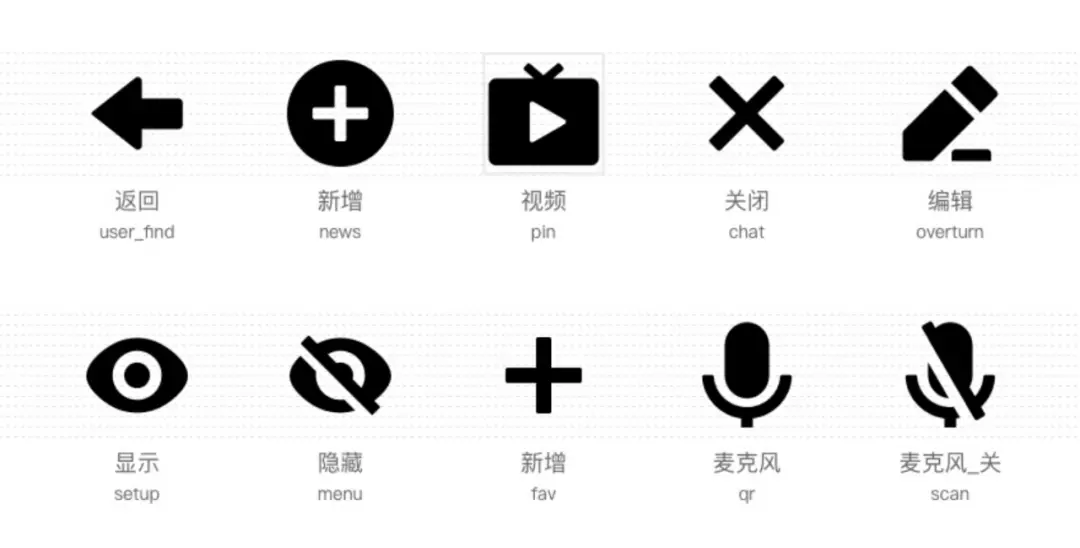 返回 新增 视频 关闭 编辑
user_find news pin chat overturn
显示 隐藏 新增 麦克风 麦克风_关
setup menu fav qr scan